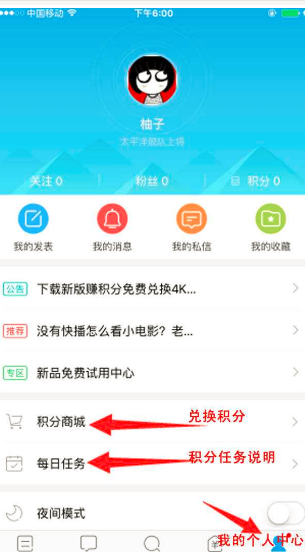 中国移动 下午6:00
柚子
太平洋舰队上将
关注 0 粉丝 0 积分 0
我的发表 我的消息 我的私信 我的收藏
公告 下载新版赚积分免费兑换4K...
推荐 没有快播怎么看小电影？老...
专区 新品免费试用中心
兑换积分
积分商城
每日任务 积分任务说明
夜间模式
我的个人中心